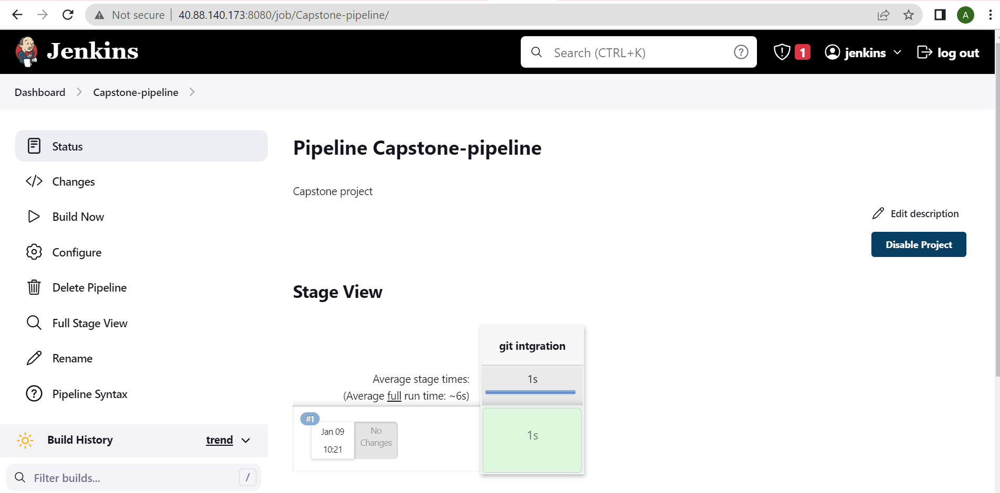 Not secure
40.88.140.173:8080/job/Capstone-pipeline/
A
Jenkins
Search (CTRL+K)
?
1
jenkins
log out
Dashboard
Capstone-pipeline
Status
Changes
Build Now
Configure
Delete Pipeline
Full Stage View
Rename
Pipeline Syntax
Build History
trend
Filter builds...
/
Pipeline Capstone-pipeline
Capstone project
Edit description
Disable Project
Stage View
git intgration
Average stage times:
1s
(Average full run time: ~6s)
#1
Jan 09
10:21
No
Changes
1s